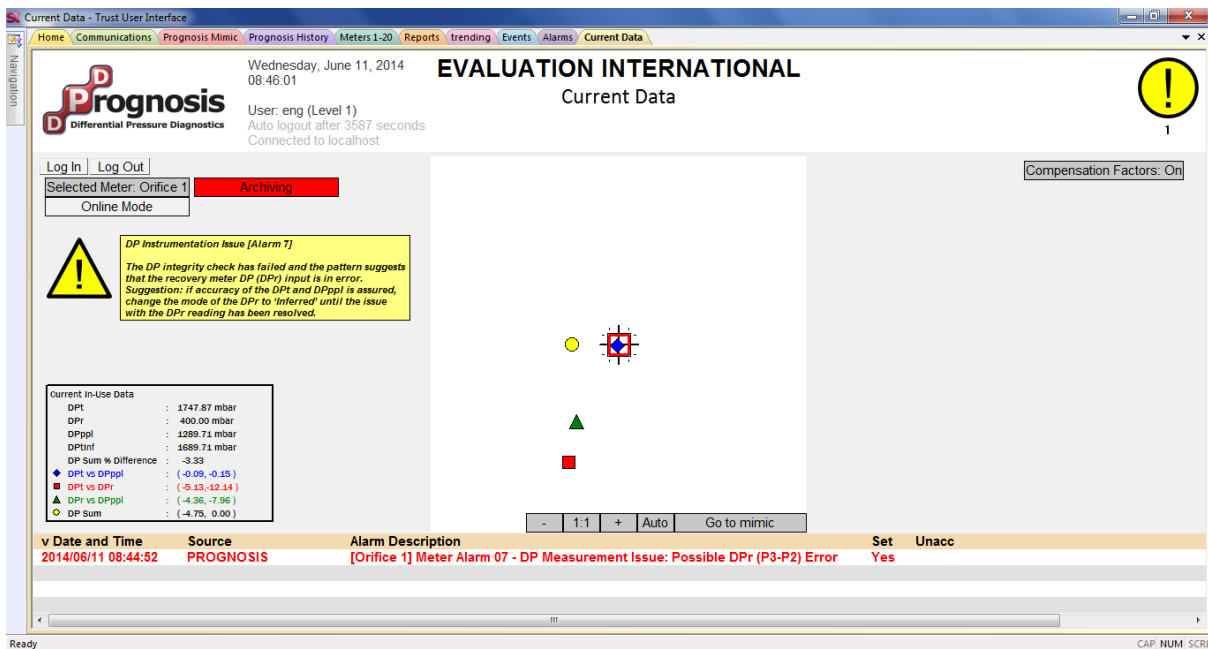 Current Data - Trust User Interface
Home Communications Prognosis Mimic Prognosis History Meters 1-20 Reports trending Events Alarms Current Data
Navigation
D
Prognosis
D Differential Pressure Diagnostics
Wednesday, June 11, 2014
08:46:01
User: eng (Level 1)
Auto logout after 3587 seconds
Connected to localhost
EVALUATION INTERNATIONAL
Current Data
!
1
Log In Log Out
Selected Meter: Orifice 1 Archiving
Online Mode
Compensation Factors: On
!
DP Instrumentation Issue [Alarm 7]
The DP integrity check has failed and the pattern suggests
that the recovery meter DP (DPr) input is in error.
Suggestion: if accuracy of the DPt and DPppl is assured,
change the mode of the DPr to 'Inferred' until the issue
with the DPr reading has been resolved.
Current In-Use Data
DPt : 1747.87 mbar
DPr : 400.00 mbar
DPppl : 1289.71 mbar
DPtinf : 1689.71 mbar
DP Sum % Difference : -3.33
DPt vs DPppl : ( -0.09, -0.15 )
DPt vs DPr : ( -5.13,-12.14 )
DPr vs DPppl : ( -4.36, -7.96 )
DP Sum : ( -4.75, 0.00 )
- 1:1 + Auto Go to mimic
v Date and Time Source Alarm Description Set Unacc
2014/06/11 08:44:52 PROGNOSIS [Orifice 1] Meter Alarm 07 - DP Measurement Issue: Possible DPr (P3-P2) Error Yes
Ready
CAP NUM SCRL